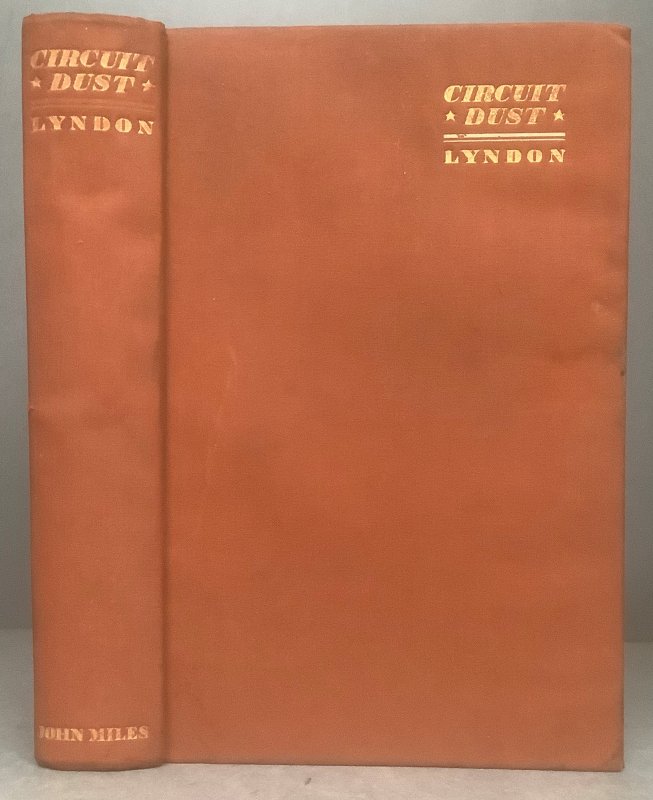 CIRCUIT
★ DUST ★
LYNDON
JOHN MILES
CIRCUIT
★ DUST ★
LYNDON